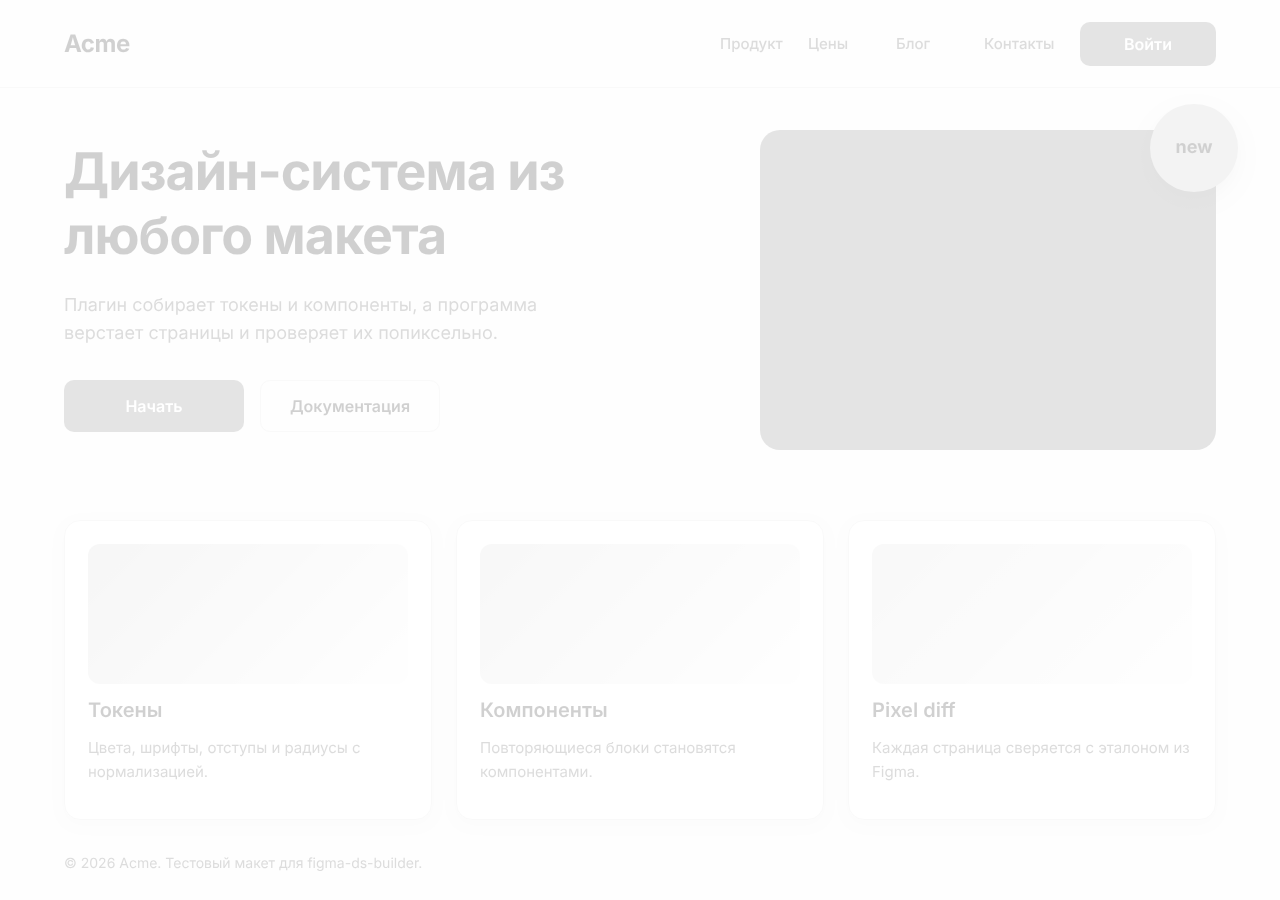 Acme
Продукт
Цены
Блог
Контакты
Войти
new
Дизайн-система из
любого макета
Плагин собирает токены и компоненты, а программа
верстает страницы и проверяет их попиксельно.
Начать
Документация
Токены
Цвета, шрифты, отступы и радиусы с
нормализацией.
Компоненты
Повторяющиеся блоки становятся
компонентами.
Pixel diff
Каждая страница сверяется с эталоном из
Figma.
© 2026 Acme. Тестовый макет для figma-ds-builder.